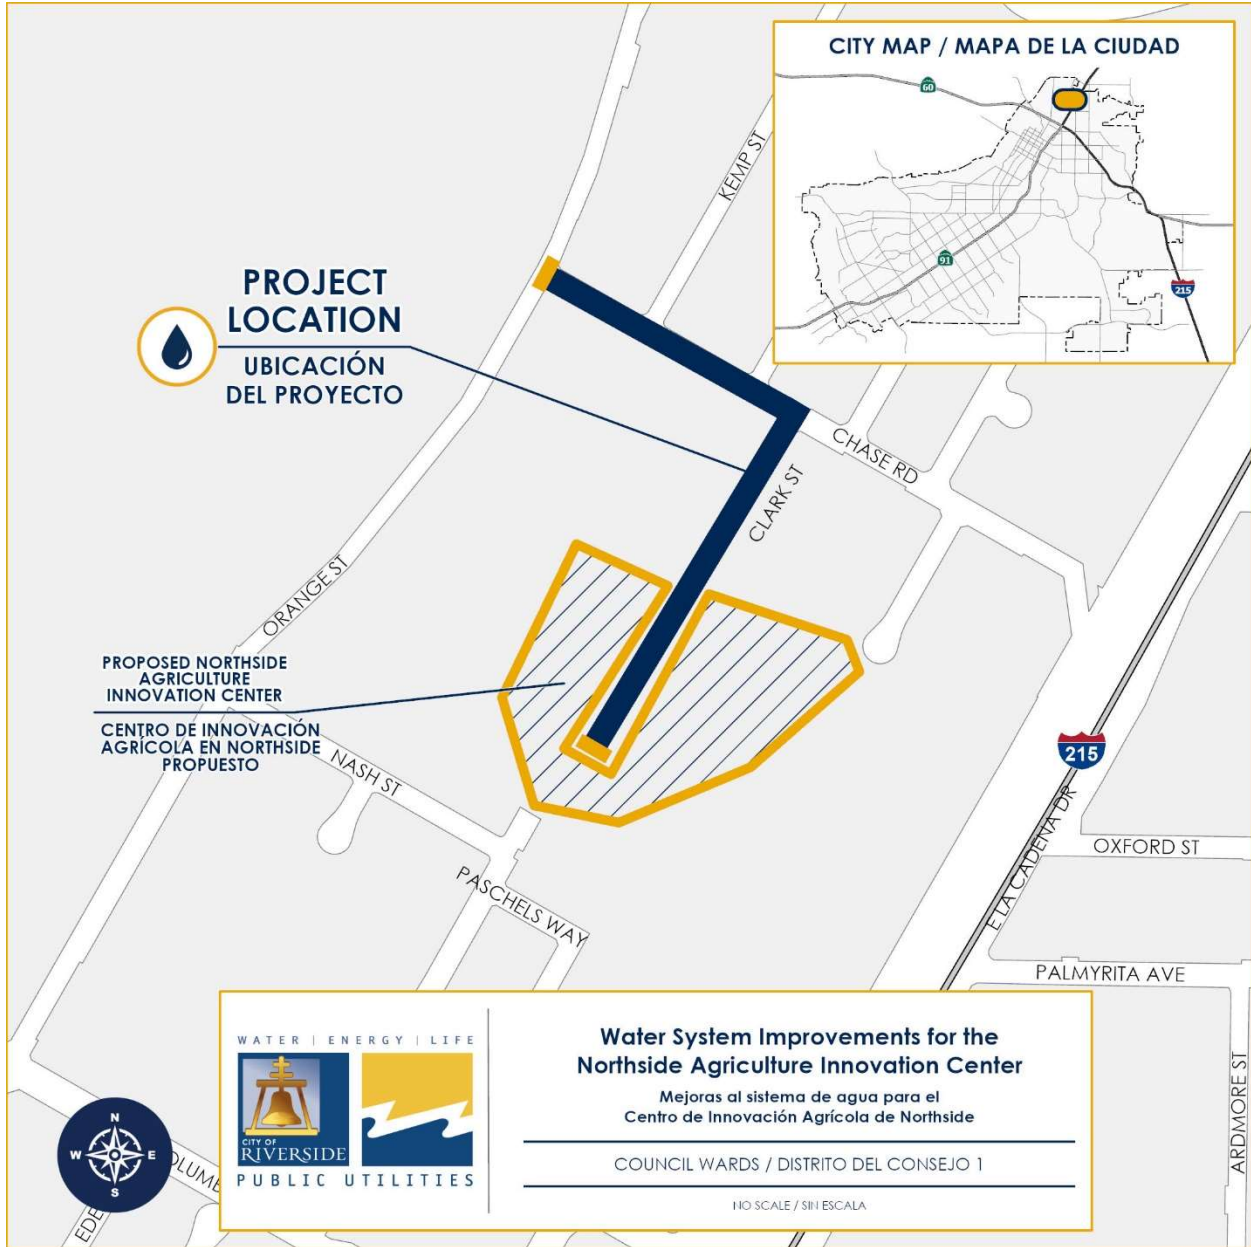 CITY MAP / MAPA DE LA CIUDAD
60
91
215
KEMP ST
PROJECT
LOCATION
UBICACIÓN
DEL PROYECTO
CHASE RD
CLARK ST
ORANGE ST
PROPOSED NORTHSIDE
AGRICULTURE
INNOVATION CENTER
CENTRO DE INNOVACIÓN
AGRÍCOLA EN NORTHSIDE
PROPUESTO
NASH ST
215
E LA CADENA DR
OXFORD ST
PASCHELS WAY
PALMYRITA AVE
ARDMORE ST
WATER | ENERGY | LIFE
CITY OF
RIVERSIDE
PUBLIC UTILITIES
Water System Improvements for the
Northside Agriculture Innovation Center
Mejoras al sistema de agua para el
Centro de Innovación Agrícola de Northside
COUNCIL WARDS / DISTRITO DEL CONSEJO 1
NO SCALE / SIN ESCALA
N
W
E
S